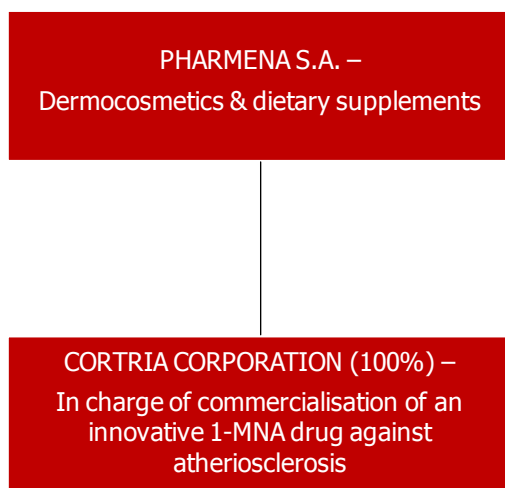 PHARMENA S.A. –
Dermocosmetics & dietary supplements
CORTRIA CORPORATION (100%) –
In charge of commercialisation of an
innovative 1-MNA drug against
atheriosclerosis